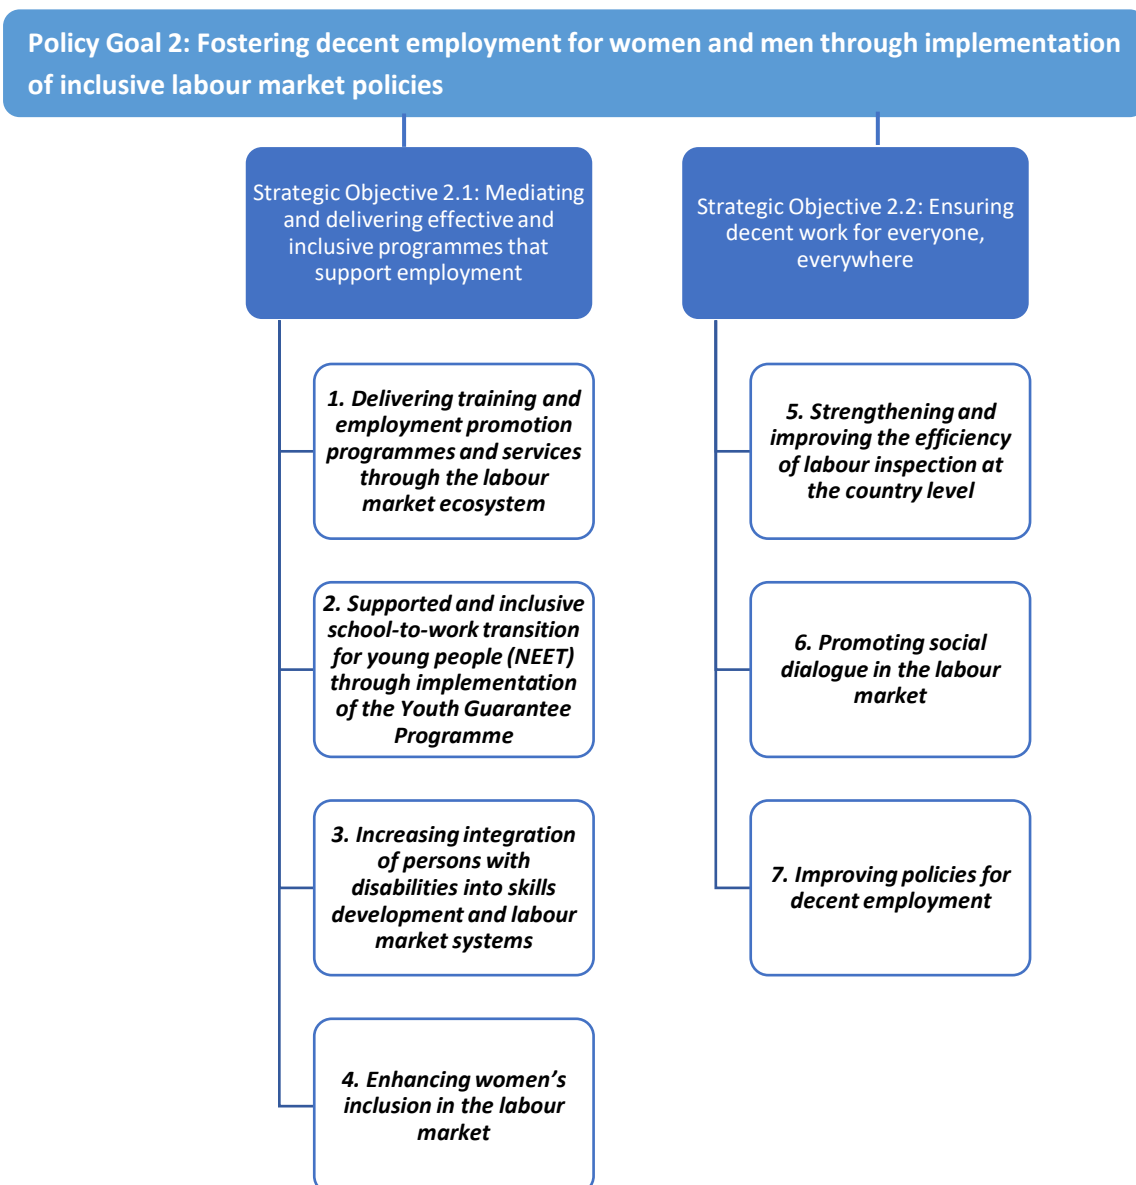 Policy Goal 2: Fostering decent employment for women and men through implementation
of inclusive labour market policies
Strategic Objective 2.1: Mediating
and delivering effective and
inclusive programmes that
support employment
1. Delivering training and
employment promotion
programmes and services
through the labour
market ecosystem
2. Supported and inclusive
school-to-work transition
for young people (NEET)
through implementation
of the Youth Guarantee
Programme
3. Increasing integration
of persons with
disabilities into skills
development and labour
market systems
4. Enhancing women’s
inclusion in the labour
market
Strategic Objective 2.2: Ensuring
decent work for everyone,
everywhere
5. Strengthening and
improving the efficiency
of labour inspection at
the country level
6. Promoting social
dialogue in the labour
market
7. Improving policies for
decent employment